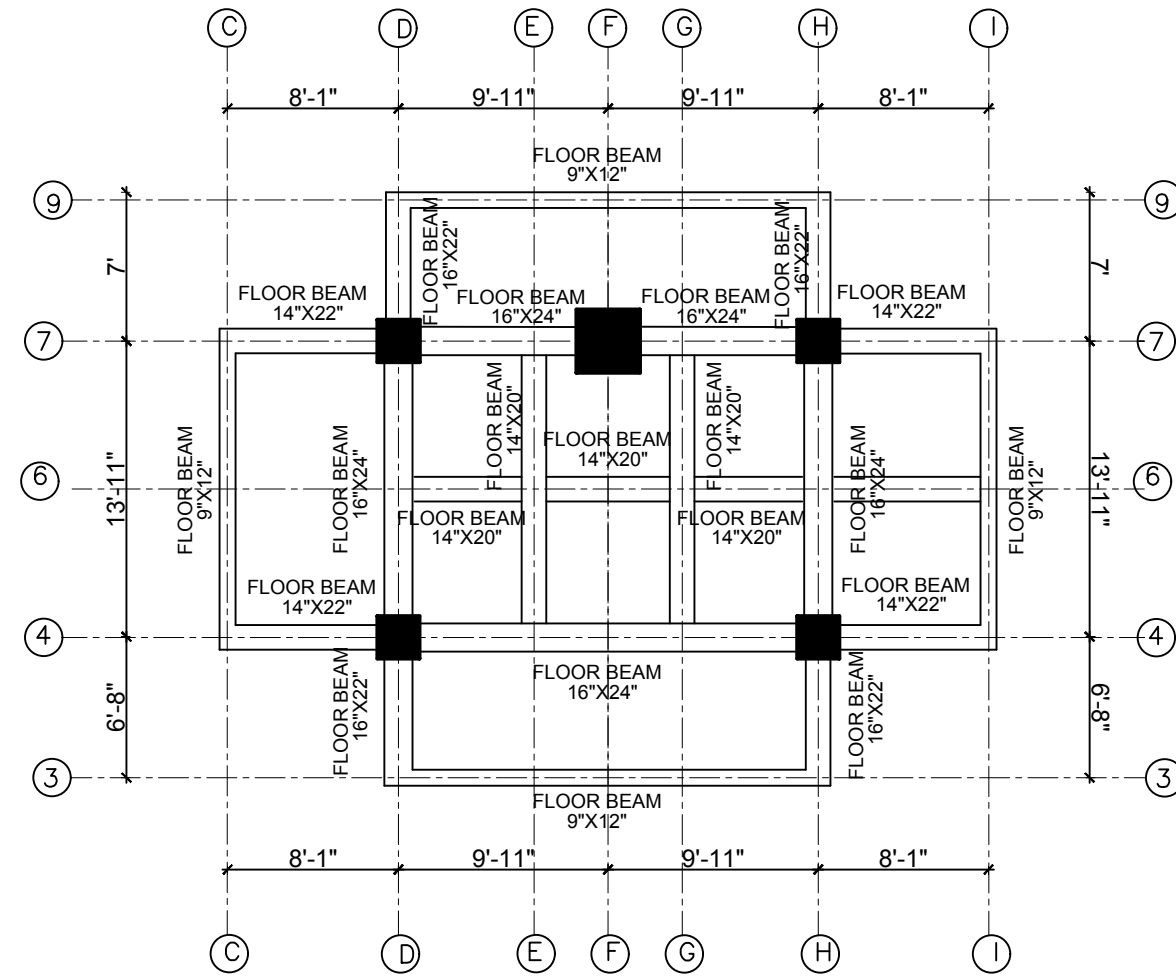 C D E F G H I
8'-1" 9'-11" 9'-11" 8'-1"
FLOOR BEAM
9"X12"
9 9
7' 7'
FLOOR BEAM
16"X22"
FLOOR BEAM
16"X22"
FLOOR BEAM
14"X22"
FLOOR BEAM
16"X24"
FLOOR BEAM
16"X24"
FLOOR BEAM
14"X22"
7 7
FLOOR BEAM
14"X20"
FLOOR BEAM
14"X20"
FLOOR BEAM
14"X20"
13'-11" 13'-11"
FLOOR BEAM
9"X12"
FLOOR BEAM
16"X24"
FLOOR BEAM
16"X24"
FLOOR BEAM
9"X12"
6 6
FLOOR BEAM
14"X20"
FLOOR BEAM
14"X20"
FLOOR BEAM
14"X22"
FLOOR BEAM
14"X22"
4 4
FLOOR BEAM
16"X24"
6'-8" 6'-8"
FLOOR BEAM
16"X22"
FLOOR BEAM
16"X22"
3 3
FLOOR BEAM
9"X12"
8'-1" 9'-11" 9'-11" 8'-1"
C D E F G H I